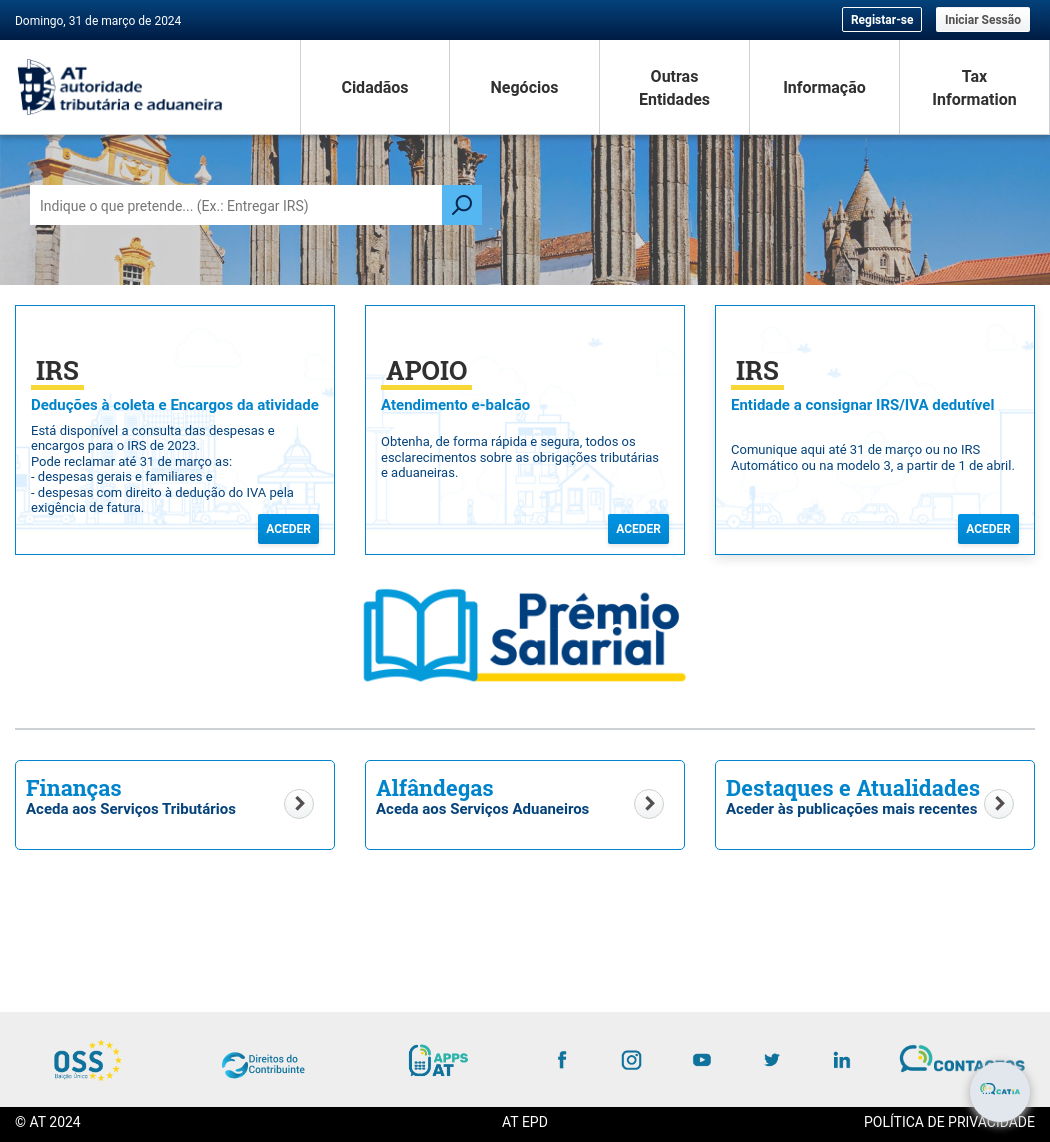 Domingo, 31 de março de 2024
Registar-se
Iniciar Sessão
AT
autoridade
tributária e aduaneira
Cidadãos
Negócios
Outras
Entidades
Informação
Tax
Information
Indique o que pretende... (Ex.: Entregar IRS)
IRS
Deduções à coleta e Encargos da atividade
Está disponível a consulta das despesas e
encargos para o IRS de 2023.
Pode reclamar até 31 de março as:
- despesas gerais e familiares e
- despesas com direito à dedução do IVA pela
exigência de fatura.
ACEDER
APOIO
Atendimento e-balcão
Obtenha, de forma rápida e segura, todos os
esclarecimentos sobre as obrigações tributárias
e aduaneiras.
ACEDER
IRS
Entidade a consignar IRS/IVA dedutível
Comunique aqui até 31 de março ou no IRS
Automático ou na modelo 3, a partir de 1 de abril.
ACEDER
Prémio
Salarial
Finanças
Aceda aos Serviços Tributários
Alfândegas
Aceda aos Serviços Aduaneiros
Destaques e Atualidades
Aceder às publicações mais recentes
OSS
Balcão Único
Direitos do
Contribuinte
APPS
AT
CONTACTOS
CATIA
© AT 2024
AT EPD
POLÍTICA DE PRIVACIDADE